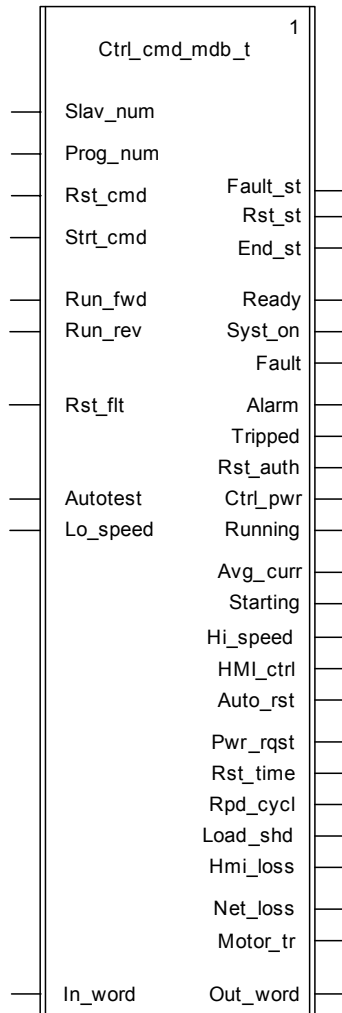 1
Ctrl_cmd_mdb_t
Slav_num
Prog_num
Rst_cmd Fault_st
Rst_st
Strt_cmd End_st
Run_fwd Ready
Run_rev Syst_on
Fault
Rst_flt Alarm
Tripped
Rst_auth
Autotest Ctrl_pwr
Lo_speed Running
Avg_curr
Starting
Hi_speed
HMI_ctrl
Auto_rst
Pwr_rqst
Rst_time
Rpd_cycl
Load_shd
Hmi_loss
Net_loss
Motor_tr
In_word Out_word